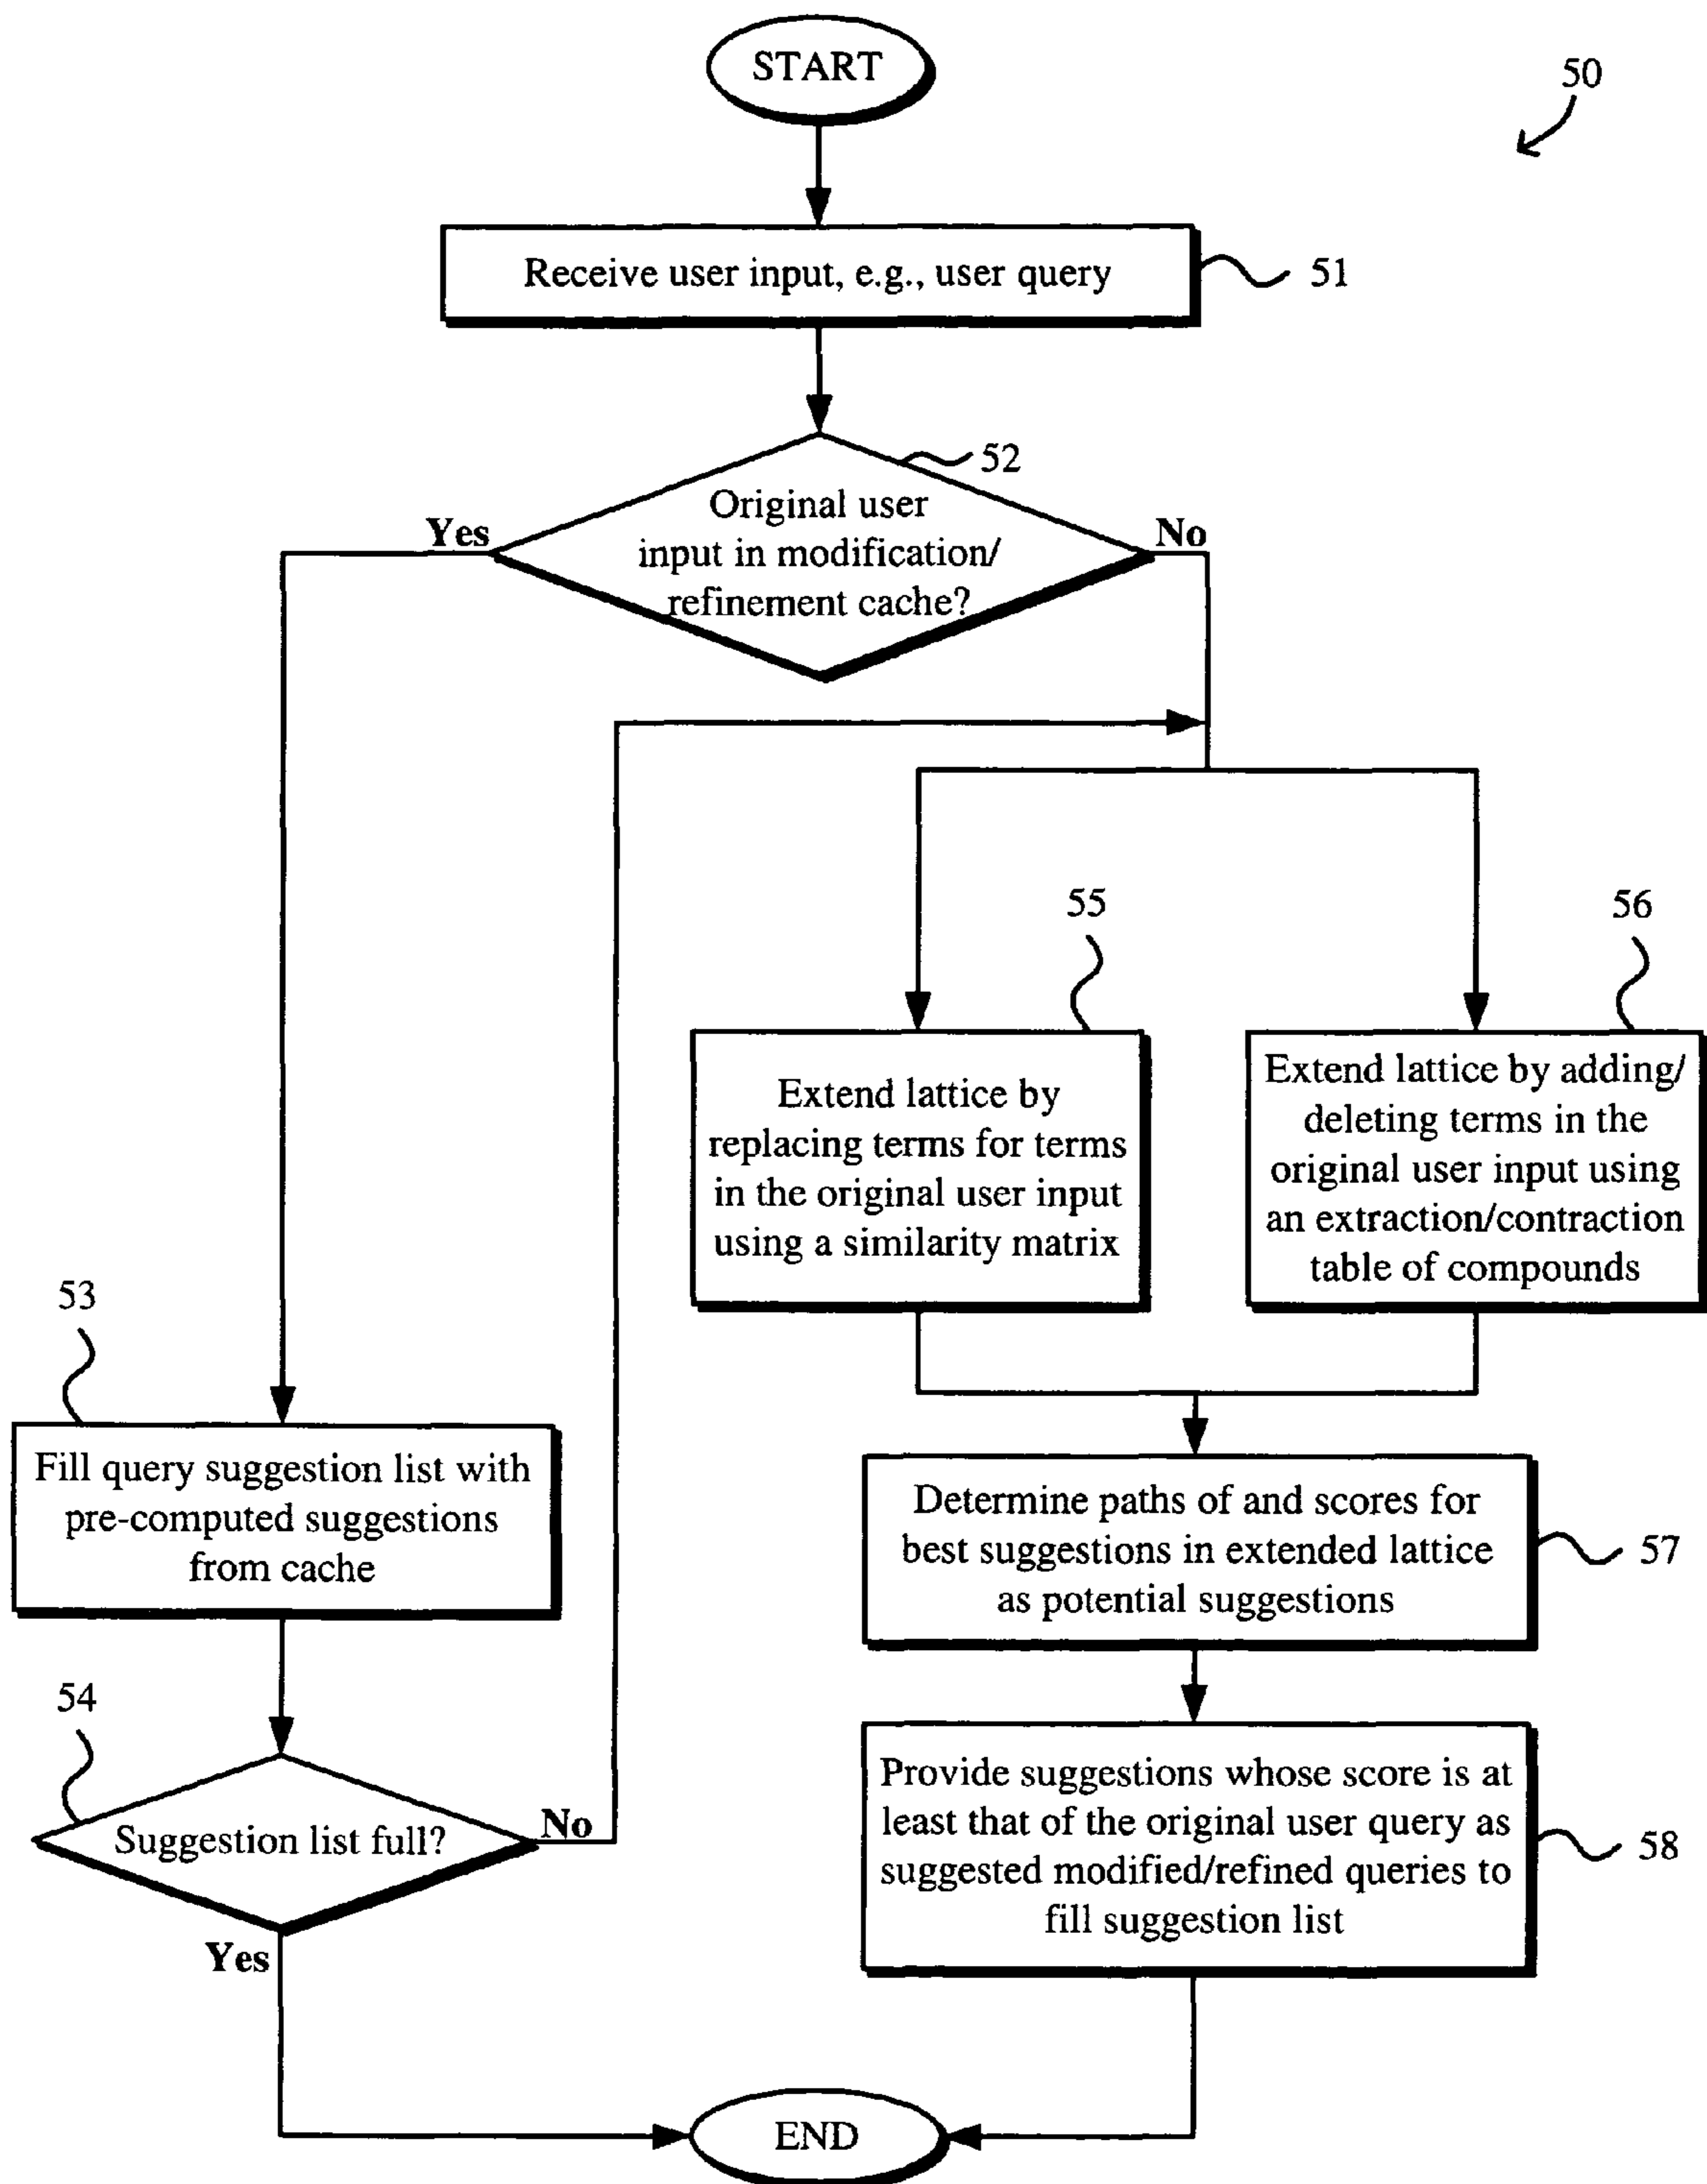 START
50
Receive user input, e.g., user query
51
52
Original user
input in modification/
refinement cache?
Yes
No
55
56
Extend lattice by
replacing terms for terms
in the original user input
using a similarity matrix
Extend lattice by adding/
deleting terms in the
original user input using
an extraction/contraction
table of compounds
53
Fill query suggestion list with
pre-computed suggestions
from cache
Determine paths of and scores for
best suggestions in extended lattice
as potential suggestions
57
54
Suggestion list full?
No
Yes
Provide suggestions whose score is at
least that of the original user query as
suggested modified/refined queries to
fill suggestion list
58
END